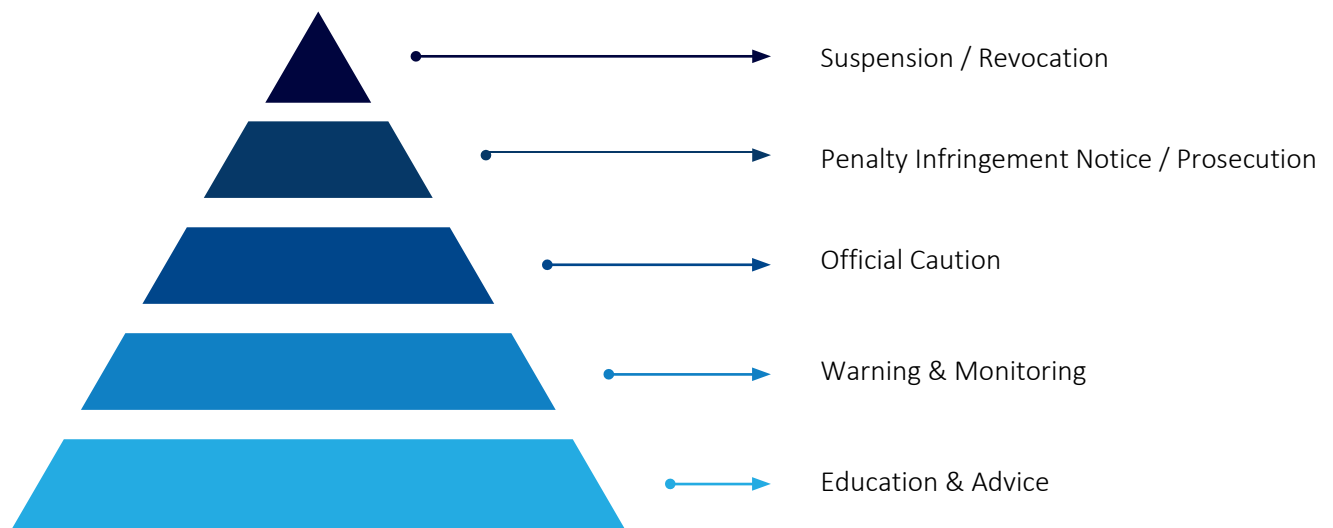 Suspension / Revocation
Penalty Infringement Notice / Prosecution
Official Caution
Warning & Monitoring
Education & Advice